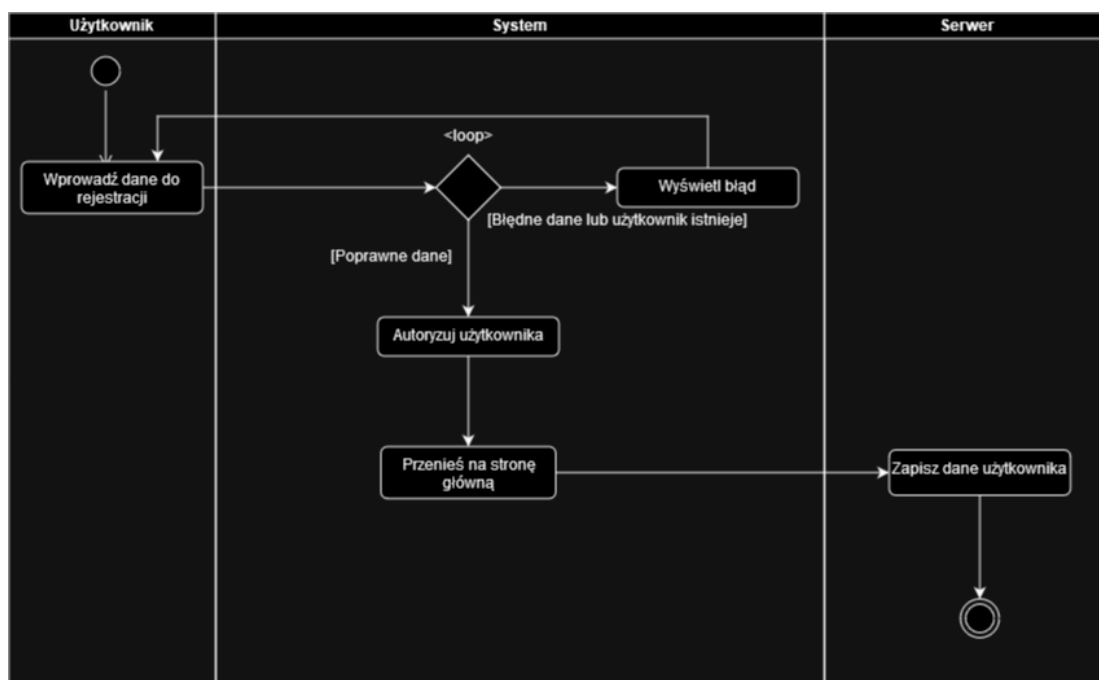 Użytkownik
System
Serwer
<loop>
Wprowadź dane do
rejestracji
Wyświetl błąd
[Błędne dane lub użytkownik istnieje]
[Poprawne dane]
Autoryzuj użytkownika
Przenieś na stronę
główną
Zapisz dane użytkownika